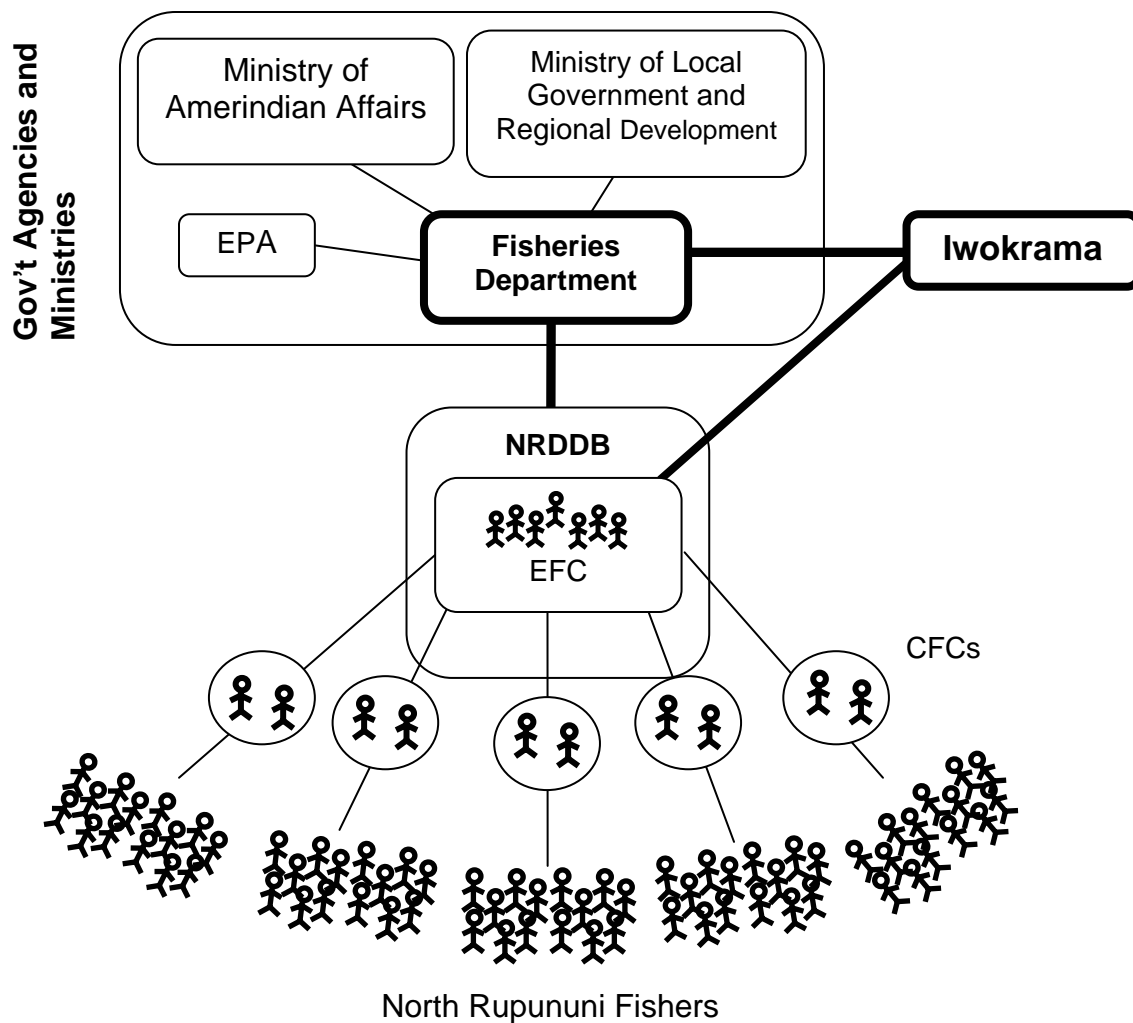 Gov't Agencies and
Ministries
Ministry of
Amerindian Affairs
Ministry of Local
Government and
Regional Development
EPA
Fisheries
Department
Iwokrama
NRDDB
EFC
CFCs
North Rupununi Fishers